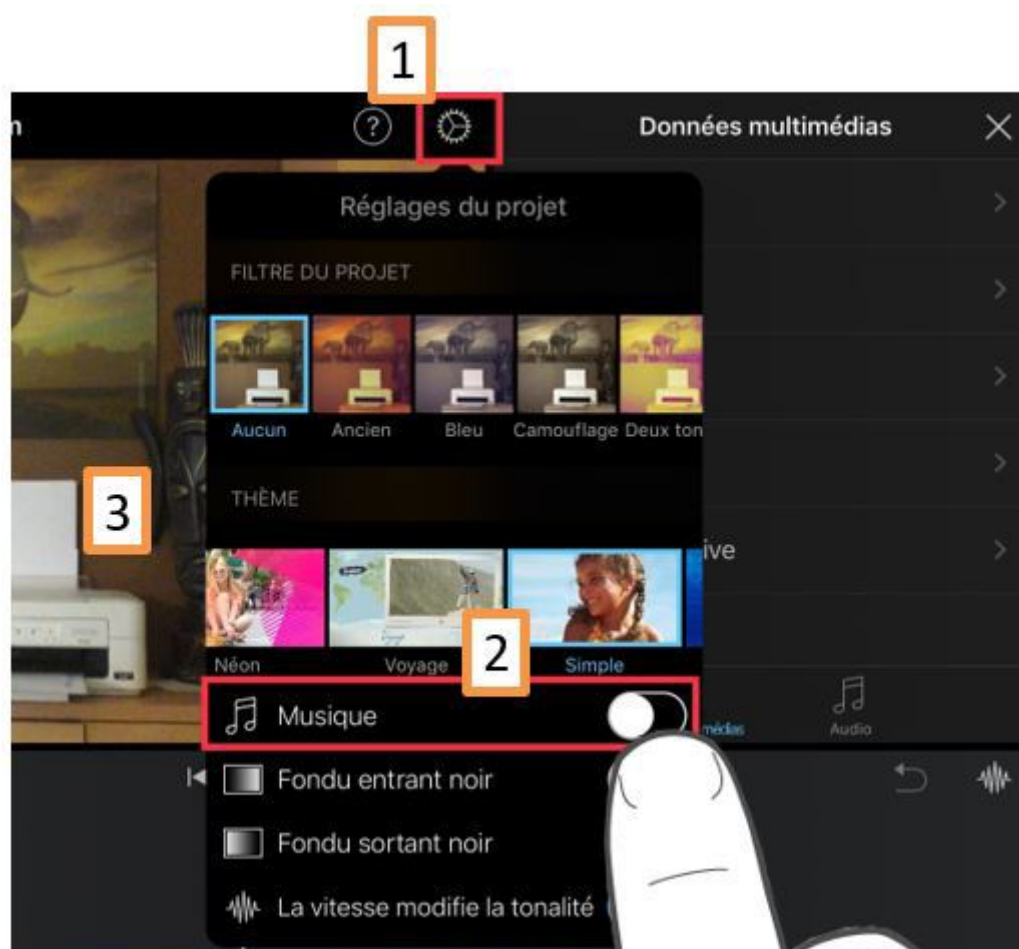 1
n
?
Données multimédias
Réglages du projet
FILTRE DU PROJET
Aucun
Ancien
Bleu
Camouflage
Deux ton
3
THÈME
ive
Néon
Voyage
2
Simple
Musique
médias
Audio
Fondu entrant noir
Fondu sortant noir
La vitesse modifie la tonalité